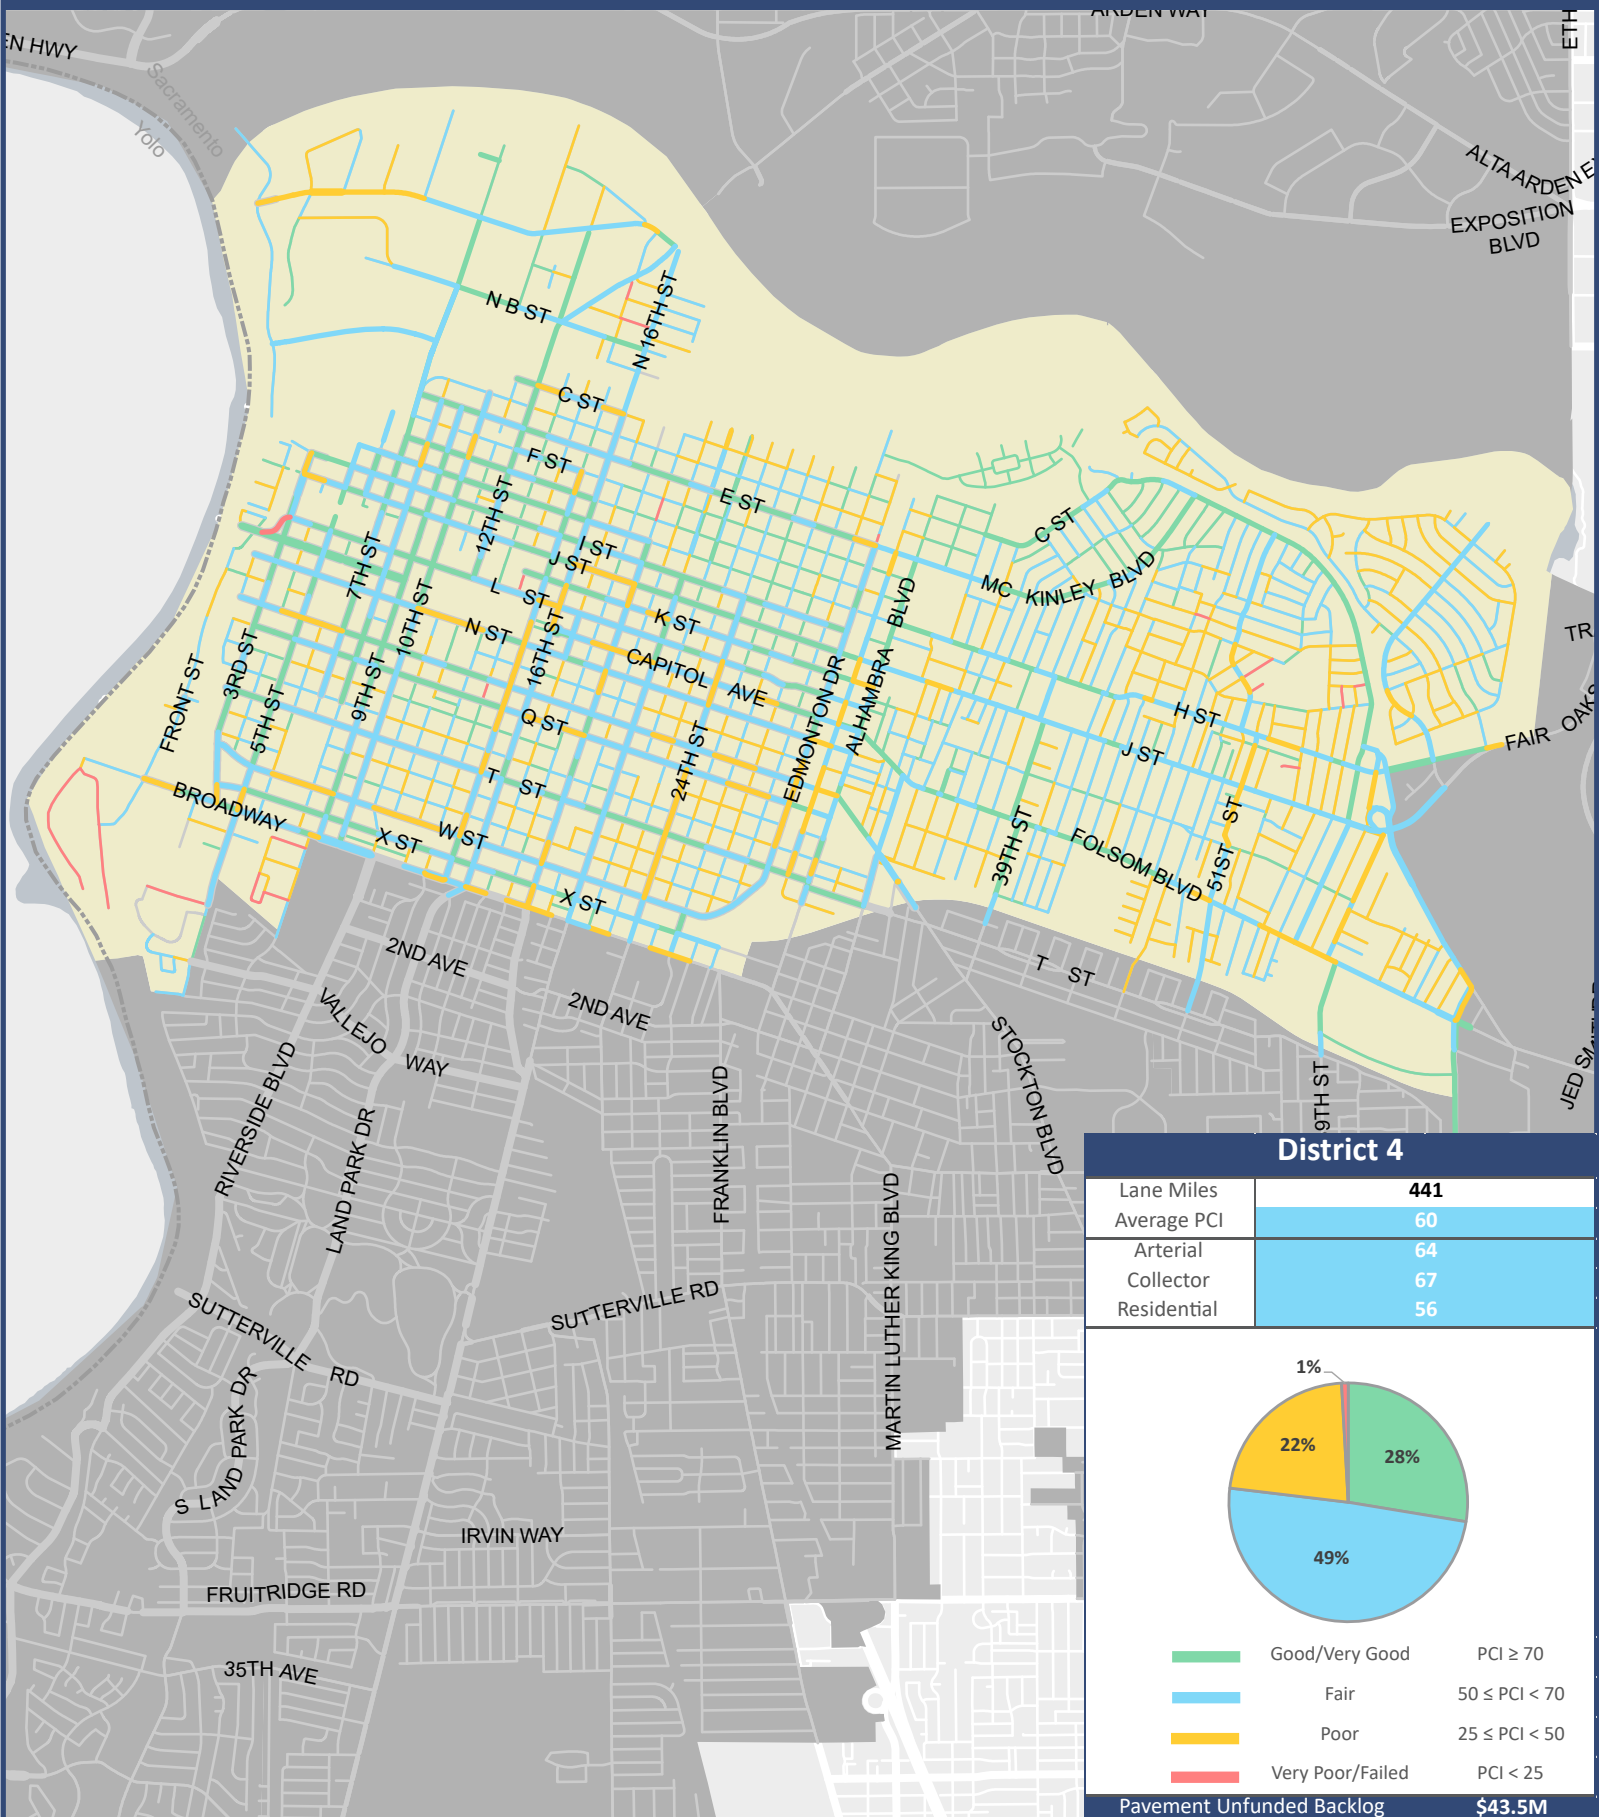 ARDEN WAY
ETH
EN HWY
Sacramento
Yolo
ALTA ARDEN E
EXPOSITION
BLVD
N B ST
N 16TH ST
C ST
F ST
E ST
12TH ST
I ST
J ST
C ST
7TH ST
L ST
MC KINLEY BLVD
10TH ST
N ST
K ST
BLVD
16TH ST
TR
3RD ST
CAPITOL AVE
FRONT ST
5TH ST
9TH ST
EDMONTON DR
ALHAMBRA
Q ST
H ST
FAIR OAKS
24TH ST
J ST
T ST
BROADWAY
X ST
W ST
39TH ST
FOLSOM BLVD
51ST ST
X ST
2ND AVE
T ST
2ND AVE
VALLEJO WAY
STOCKTON BLVD
RIVERSIDE BLVD
LAND PARK DR
FRANKLIN BLVD
9TH ST
JED S
SUTTERVILLE RD
SUTTERVILLE RD
MARTIN LUTHER KING BLVD
S LAND PARK DR
IRVIN WAY
FRUITRIDGE RD
35TH AVE
District 4
Lane Miles 441
Average PCI 60
Arterial 64
Collector 67
Residential 56
1%
22%
28%
49%
Good/Very Good PCI ≥ 70
Fair 50 ≤ PCI < 70
Poor 25 ≤ PCI < 50
Very Poor/Failed PCI < 25
Pavement Unfunded Backlog $43.5M